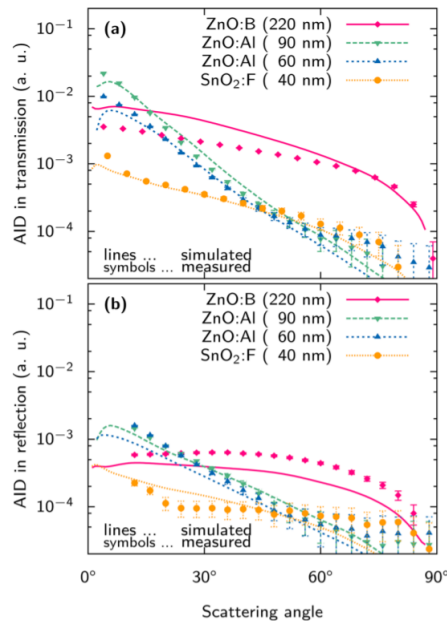 (a)
ZnO:B (220 nm)
ZnO:Al ( 90 nm)
ZnO:Al ( 60 nm)
SnO₂:F ( 40 nm)
AID in transmission (a. u.)
10⁻¹
10⁻²
10⁻³
10⁻⁴
lines ... simulated
symbols ... measured
(b)
ZnO:B (220 nm)
ZnO:Al ( 90 nm)
ZnO:Al ( 60 nm)
SnO₂:F ( 40 nm)
AID in reflection (a. u.)
10⁻¹
10⁻²
10⁻³
10⁻⁴
lines ... simulated
symbols ... measured
0° 30° 60° 90°
Scattering angle